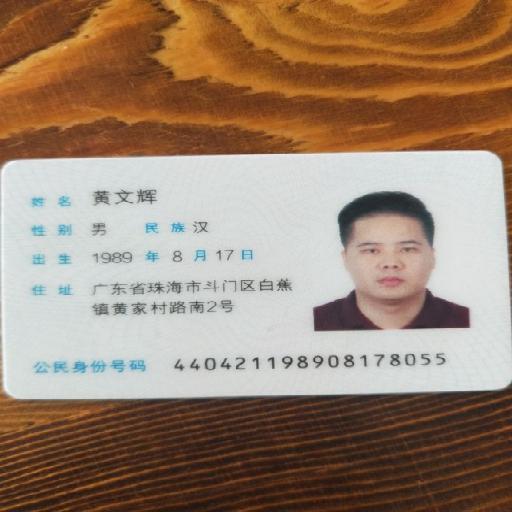 姓名 黄文辉
性别 男 民族 汉
出生 1989 年 8 月 17 日
住址 广东省珠海市斗门区白蕉
镇黄家村路南2号
公民身份号码 440421198908178055